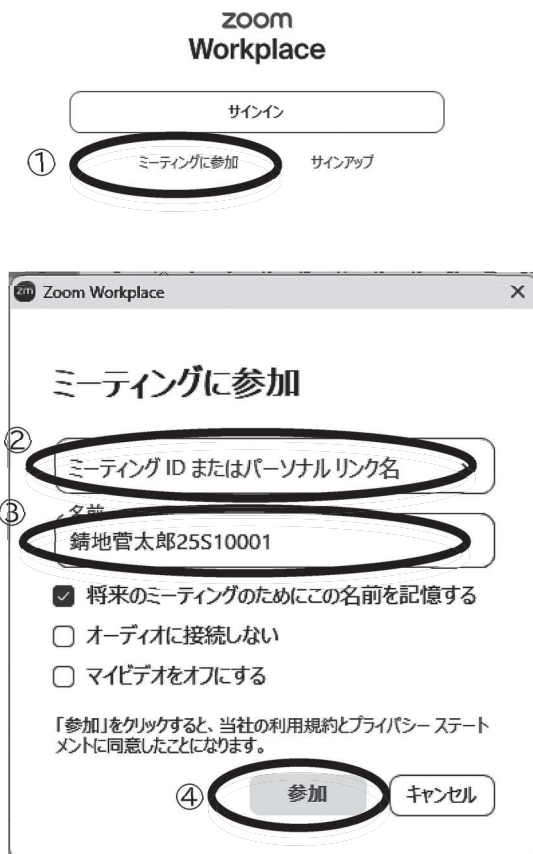 zoom
Workplace
サインイン
① ミーティングに参加 サインアップ
zm Zoom Workplace ×
ミーティングに参加
②
ミーティング ID またはパーソナル リンク名
③ 名前
錆地菅太郎25S10001
将来のミーティングのためにこの名前を記憶する
オーディオに接続しない
マイビデオをオフにする
「参加」をクリックすると、当社の利用規約とプライバシー ステート
メントに同意したことになります。
④ 参加 キャンセル